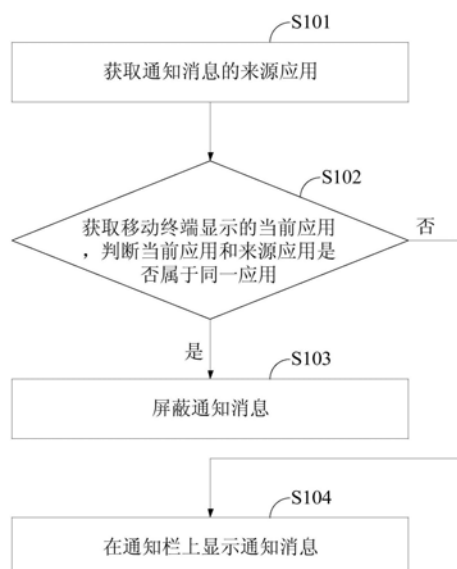 S101
获取通知消息的来源应用
S102
获取移动终端显示的当前应用
，判断当前应用和来源应用是
否属于同一应用
否
是
S103
屏蔽通知消息
S104
在通知栏上显示通知消息